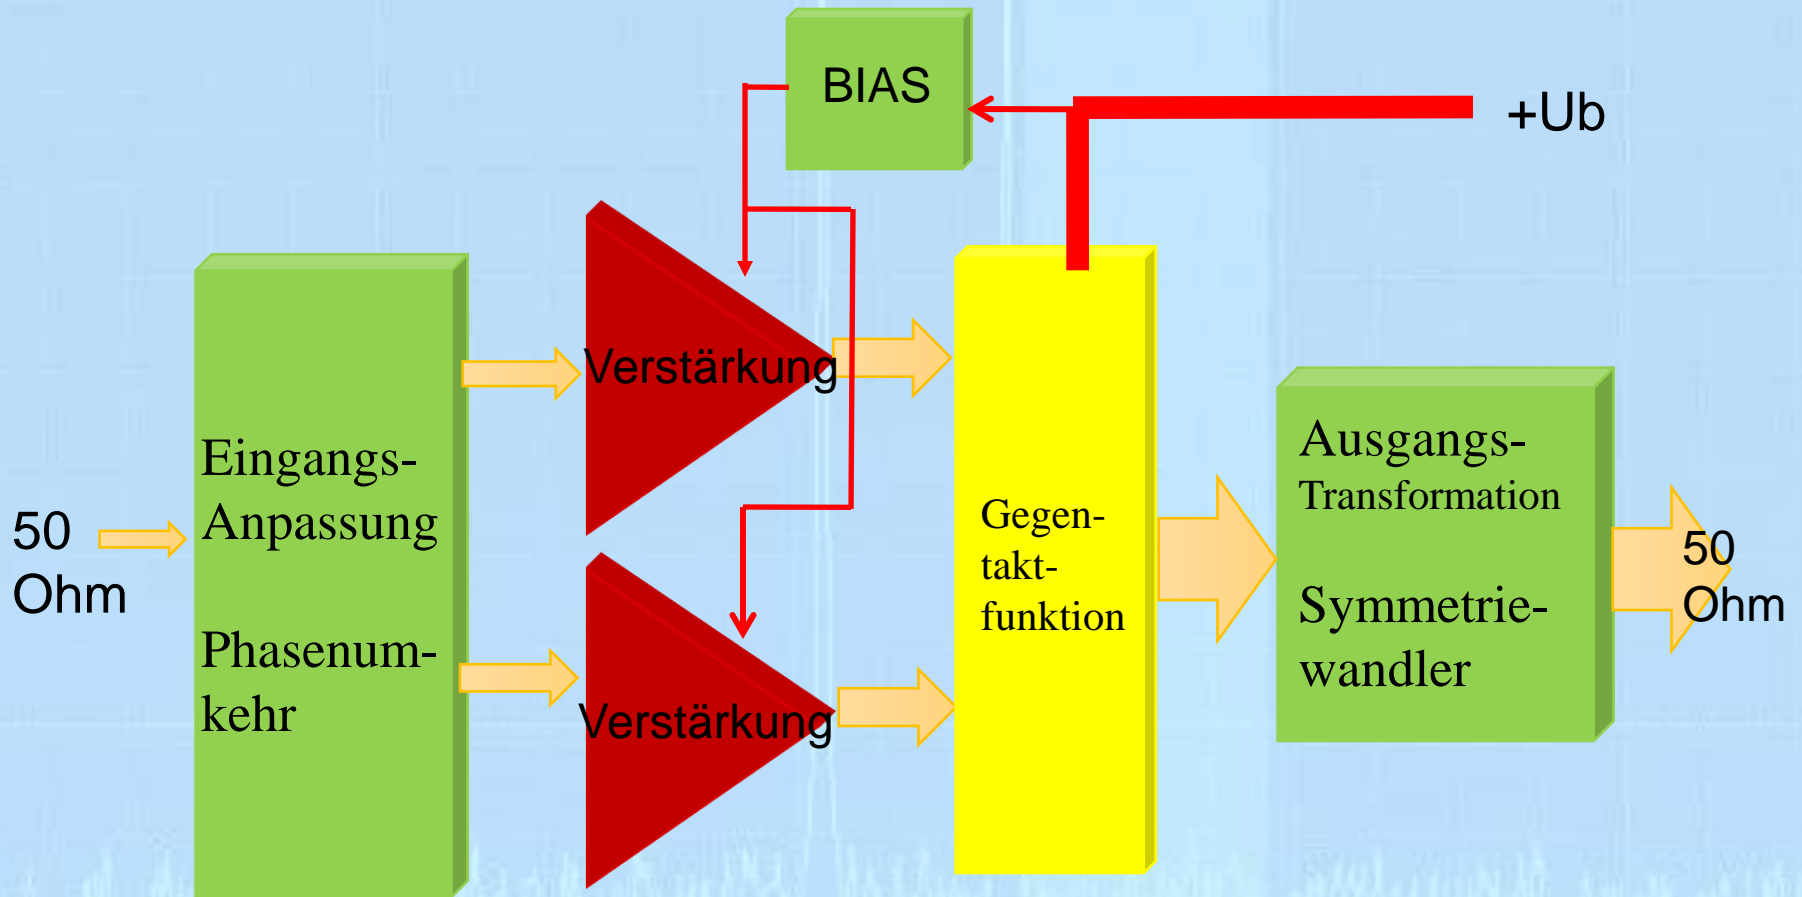 BIAS
+Ub
50
Ohm
Eingangs-
Anpassung
Phasenum-
kehr
Verstärkung
Verstärkung
Gegen-
takt-
funktion
Ausgangs-
Transformation
Symmetrie-
wandler
50
Ohm